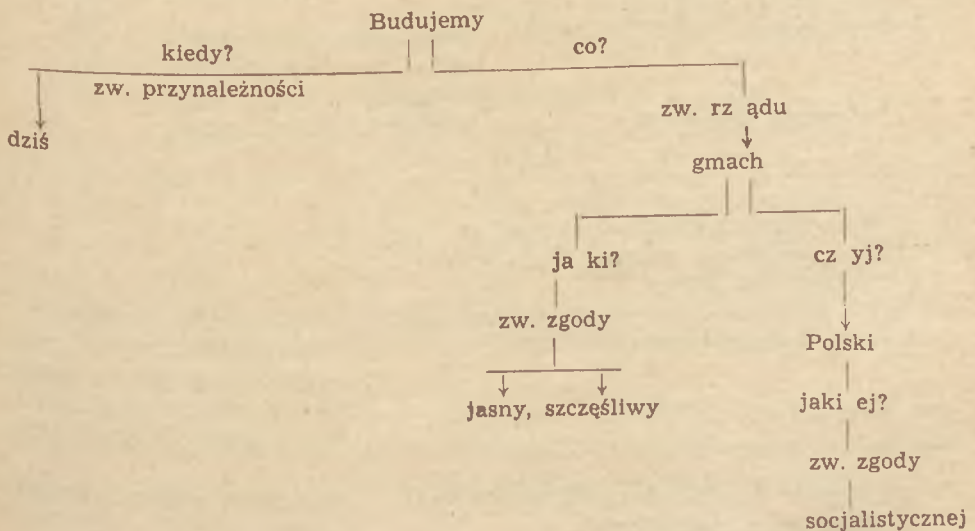 Budujemy
kiedy? co?
zw. przynależności
zw. rz ądu
dziś
gmach
ja ki? cz yj?
zw. zgody
Polski
jasny, szczęśliwy
jaki ej?
zw. zgody
socjalistycznej